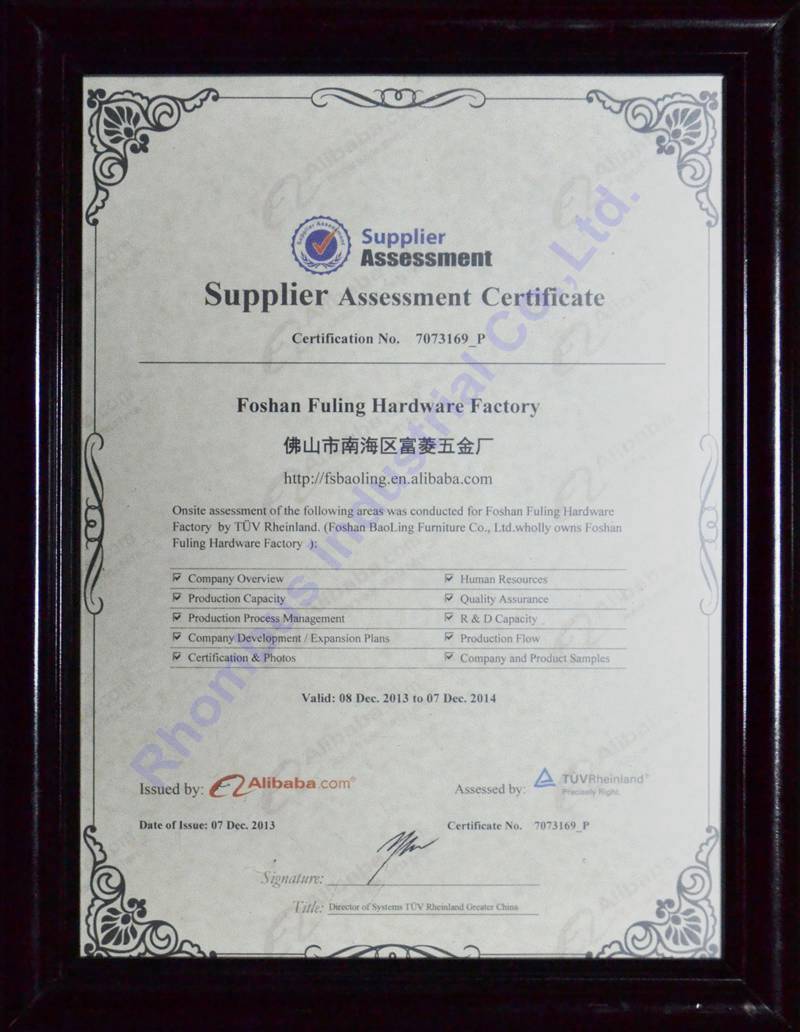 Supplier Assessment
Supplier
Assessment
Supplier Assessment Certificate
Certification No. 7073169_P
Foshan Fuling Hardware Factory
佛山市南海区富菱五金厂
http://fsbaoling.en.alibaba.com
Onsite assessment of the following areas was conducted for Foshan Fuling Hardware
Factory by TÜV Rheinland. (Foshan BaoLing Furniture Co., Ltd.wholly owns Foshan
Fuling Hardware Factory ):
Company Overview Human Resources
Production Capacity Quality Assurance
Production Process Management R & D Capacity
Company Development / Expansion Plans Production Flow
Certification & Photos Company and Product Samples
Valid: 08 Dec. 2013 to 07 Dec. 2014
Issued by: Alibaba.com® Assessed by: TÜVRheinland®
Precisely Right.
Date of Issue: 07 Dec. 2013 Certificate No. 7073169_P
Signature:
Title: Director of Systems TÜV Rheinland Greater China
Rhombus Industrial Co.,Ltd.